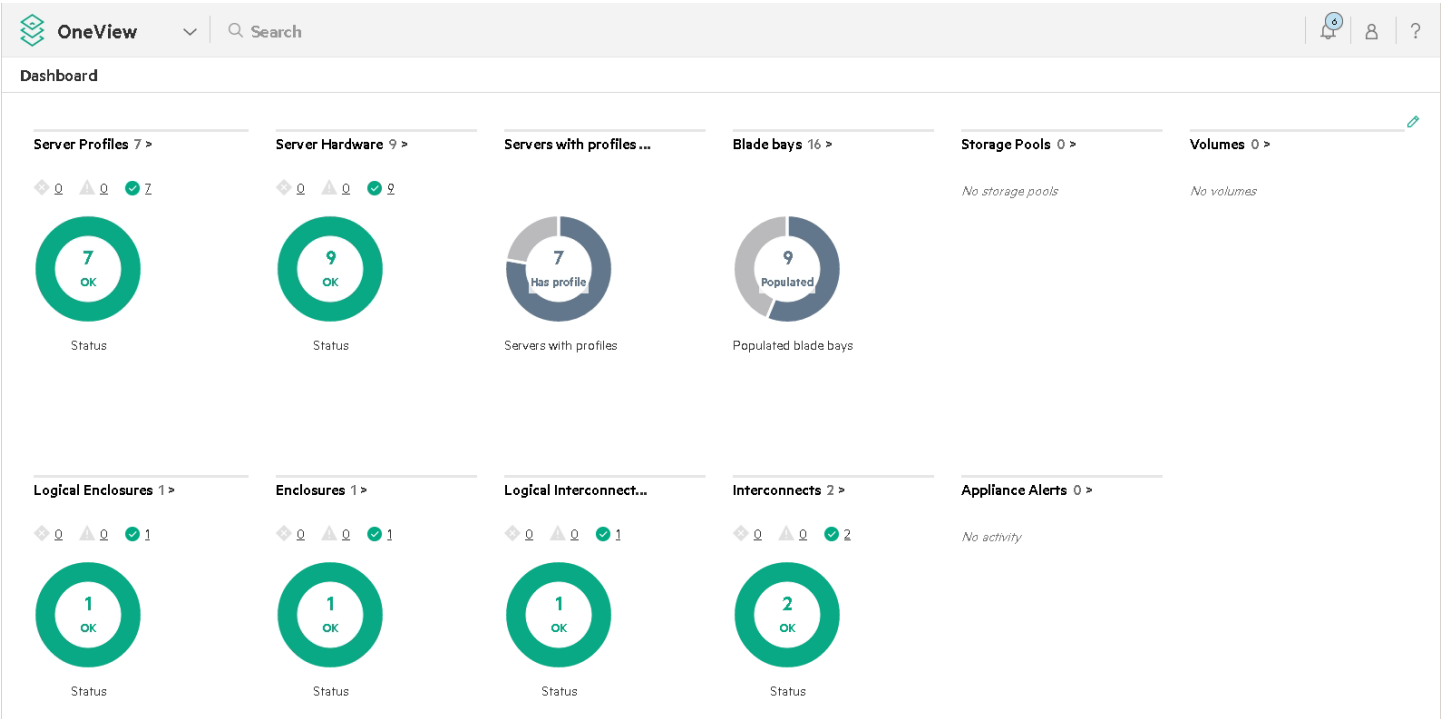 OneView Search 6 ?
Dashboard
Server Profiles 7 > Server Hardware 9 > Servers with profiles ... Blade bays 16 > Storage Pools 0 > Volumes 0 >
0 0 7 0 0 9 No storage pools No volumes
7 9 7 9
OK OK Has profile Populated
Status Status Servers with profiles Populated blade bays
Logical Enclosures 1 > Enclosures 1 > Logical Interconnect... Interconnects 2 > Appliance Alerts 0 >
0 0 1 0 0 1 0 0 1 0 0 2 No activity
1 1 1 2
OK OK OK OK
Status Status Status Status